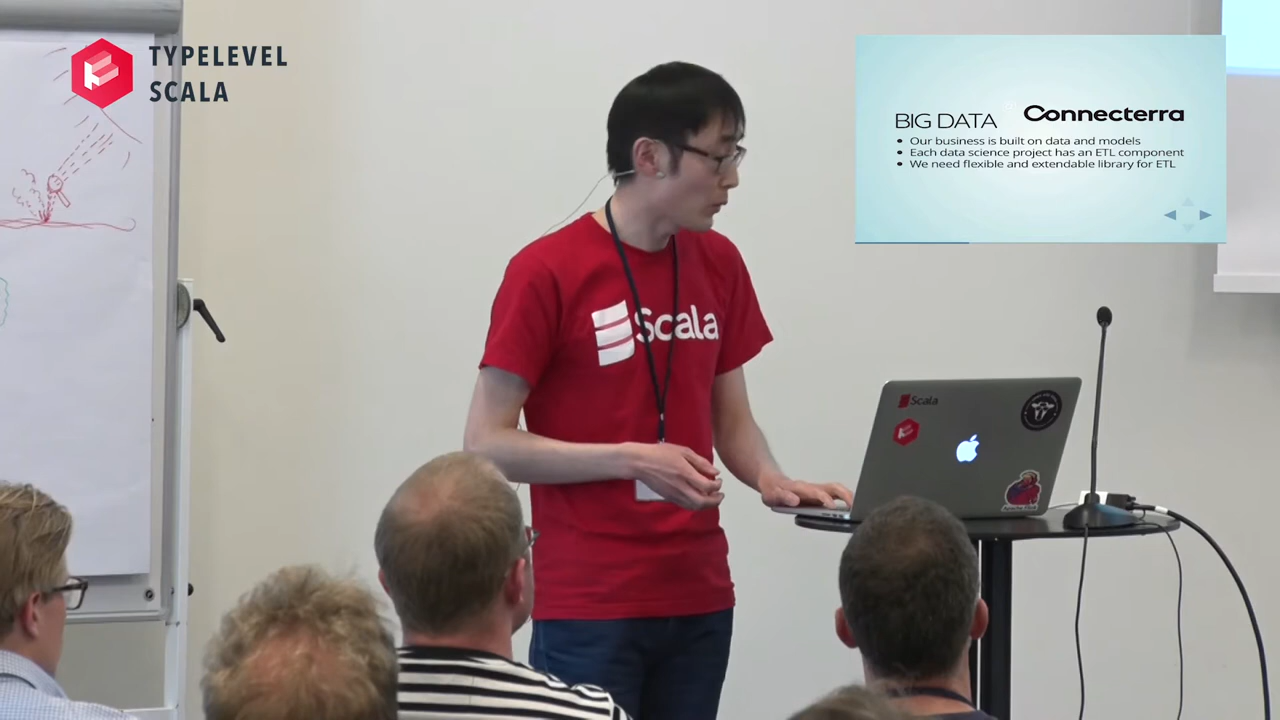 TYPELEVEL
SCALA
BIG DATA
Connecterra
Our business is built on data and models
Each data science project has an ETL component
We need flexible and extendable library for ETL
Scala
Scala